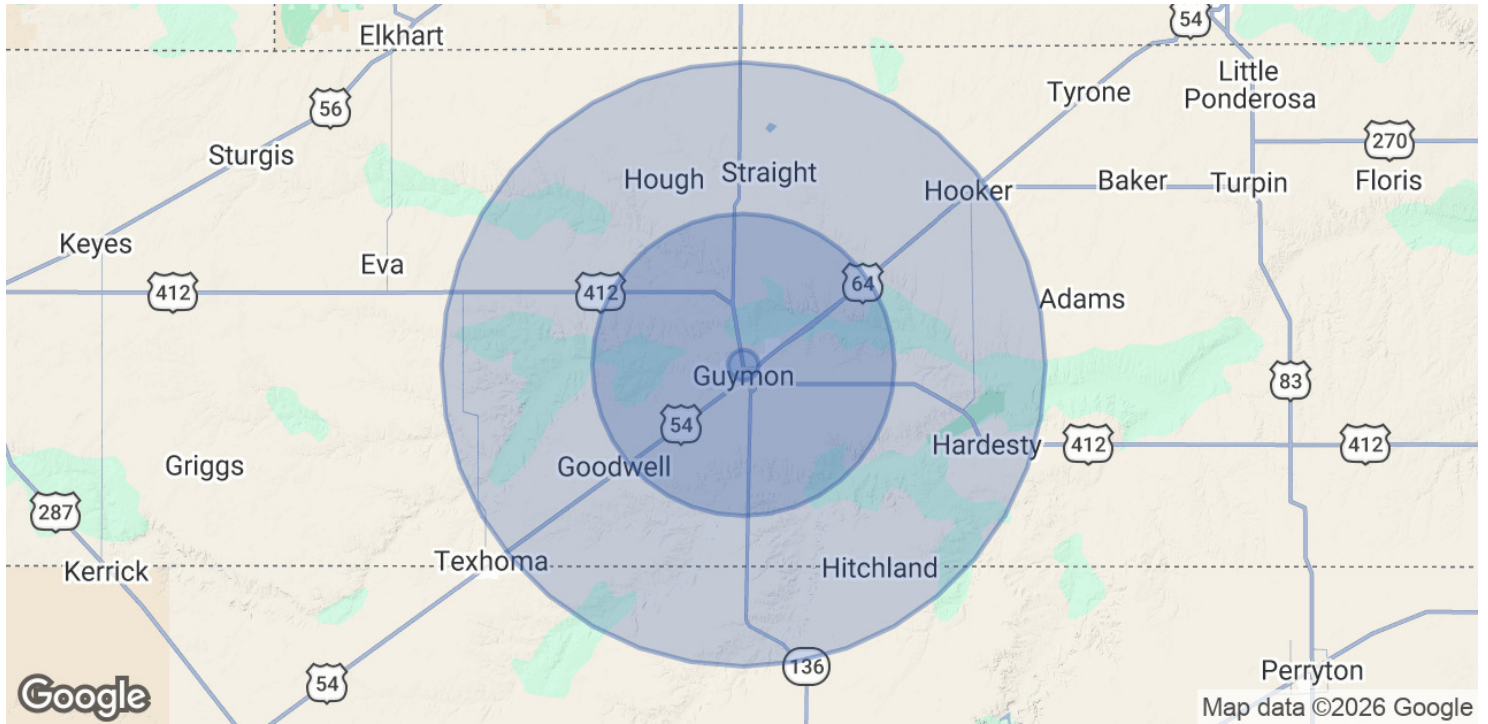 54
Elkhart
Little
Ponderosa
Tyrone
56
270
Sturgis
Hough
Straight
Hooker
Baker
Turpin
Floris
Keyes
Eva
412
412
64
Adams
Guymon
83
54
Hardesty
412
412
Goodwell
Griggs
287
Texhoma
Hitchland
Kerrick
136
Perryton
54
Google
Map data ©2026 Google